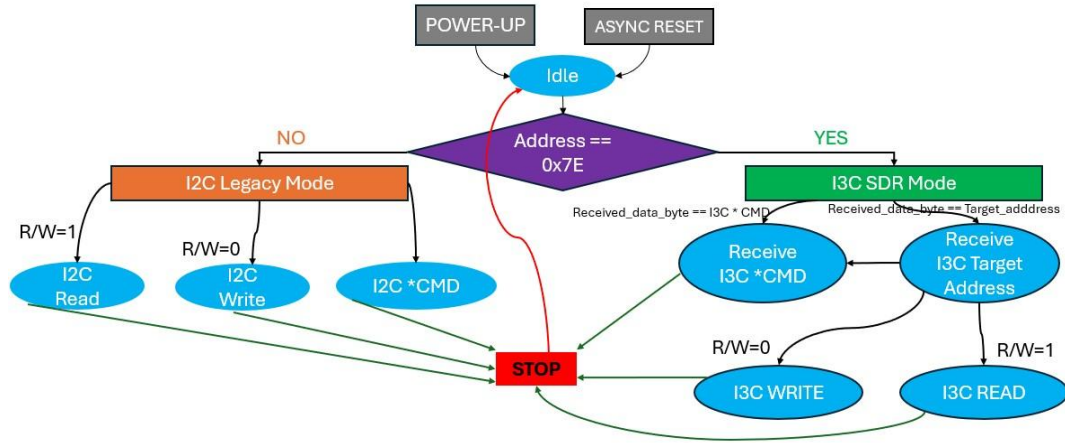 POWER-UP
ASYNC RESET
Idle
Address ==
0x7E
NO
YES
I2C Legacy Mode
I3C SDR Mode
Received_data_byte == I3C * CMD
Received_data_byte == Target_adddress
R/W=1
R/W=0
I2C
Read
I2C
Write
I2C *CMD
Receive
I3C *CMD
Receive
I3C Target
Address
STOP
R/W=0
R/W=1
I3C WRITE
I3C READ